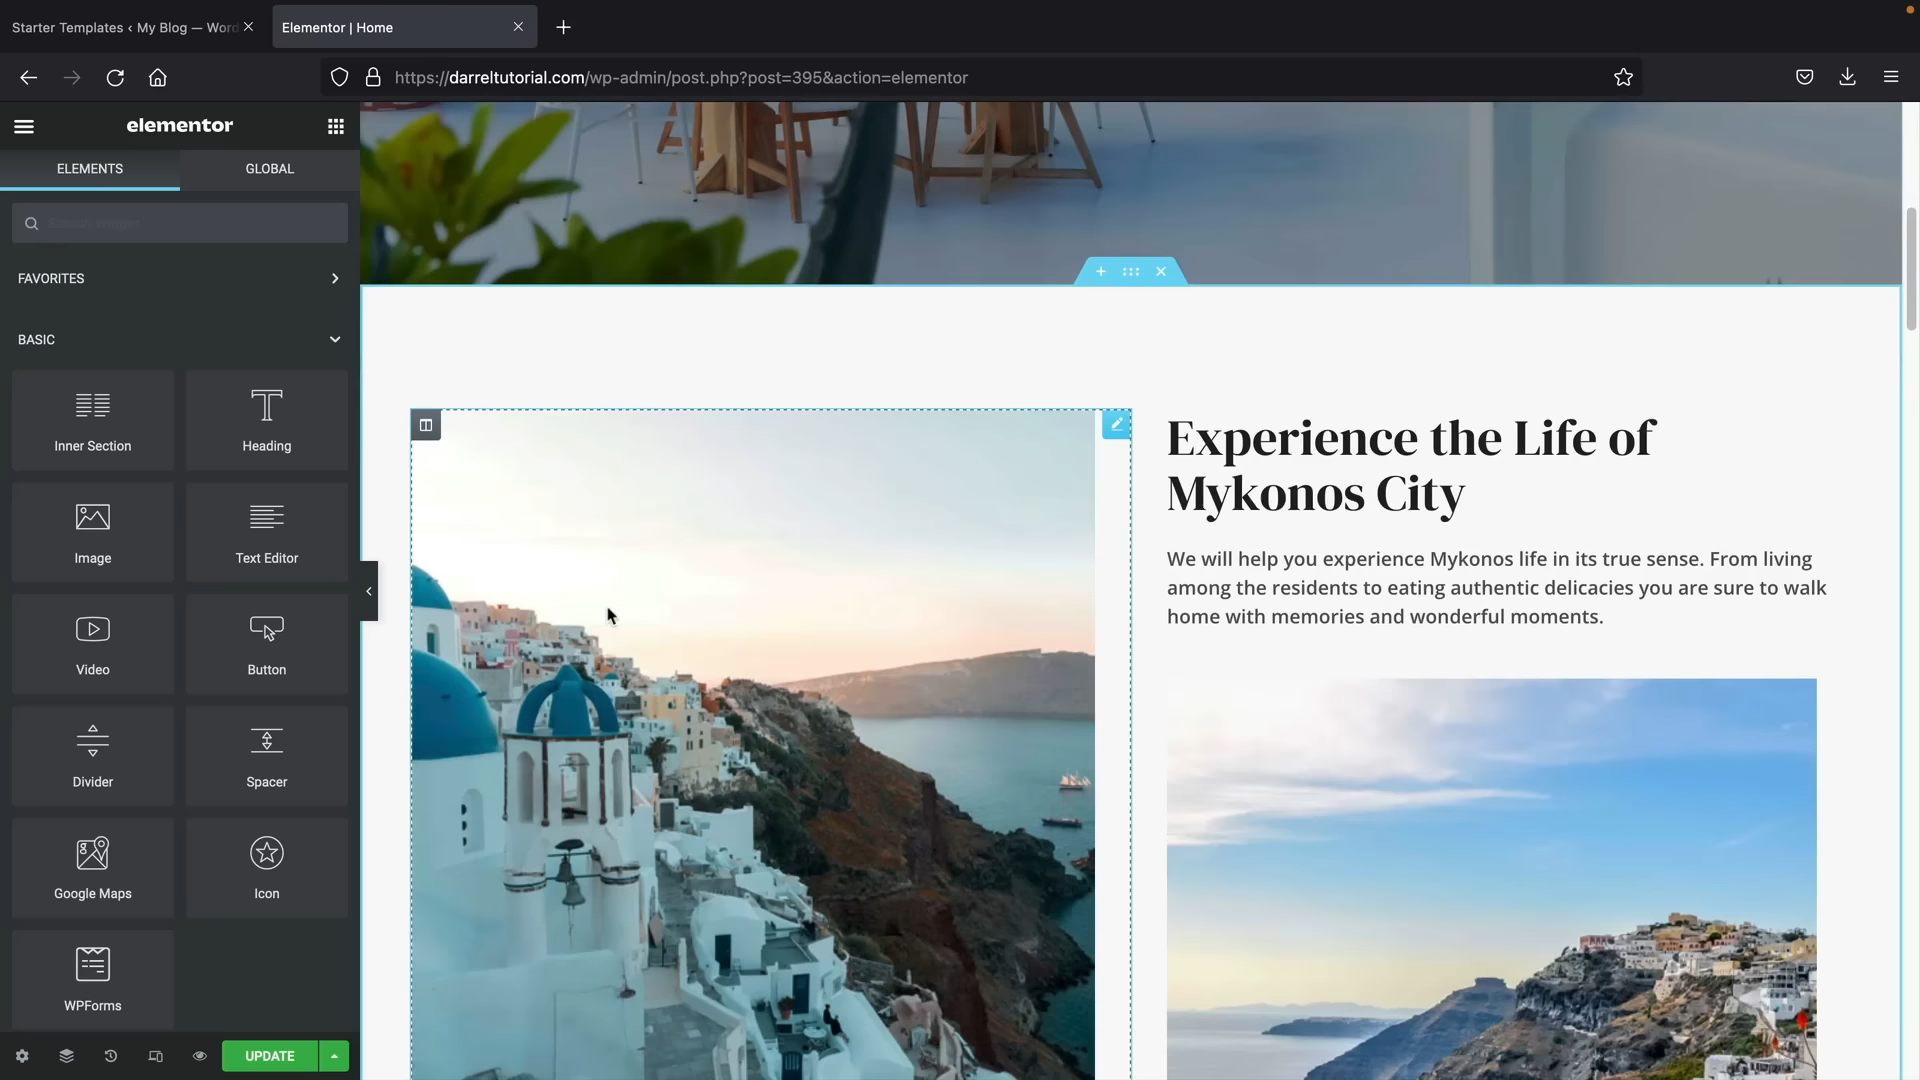 Starter Templates ‹ My Blog — Word
Elementor | Home
https://darreltutorial.com/wp-admin/post.php?post=395&action=elementor
elementor
ELEMENTS
GLOBAL
FAVORITES
BASIC
Inner Section
Heading
Image
Text Editor
Video
Button
Divider
Spacer
Google Maps
Icon
WPForms
UPDATE
Experience the Life of
Mykonos City
We will help you experience Mykonos life in its true sense. From living
among the residents to eating authentic delicacies you are sure to walk
home with memories and wonderful moments.